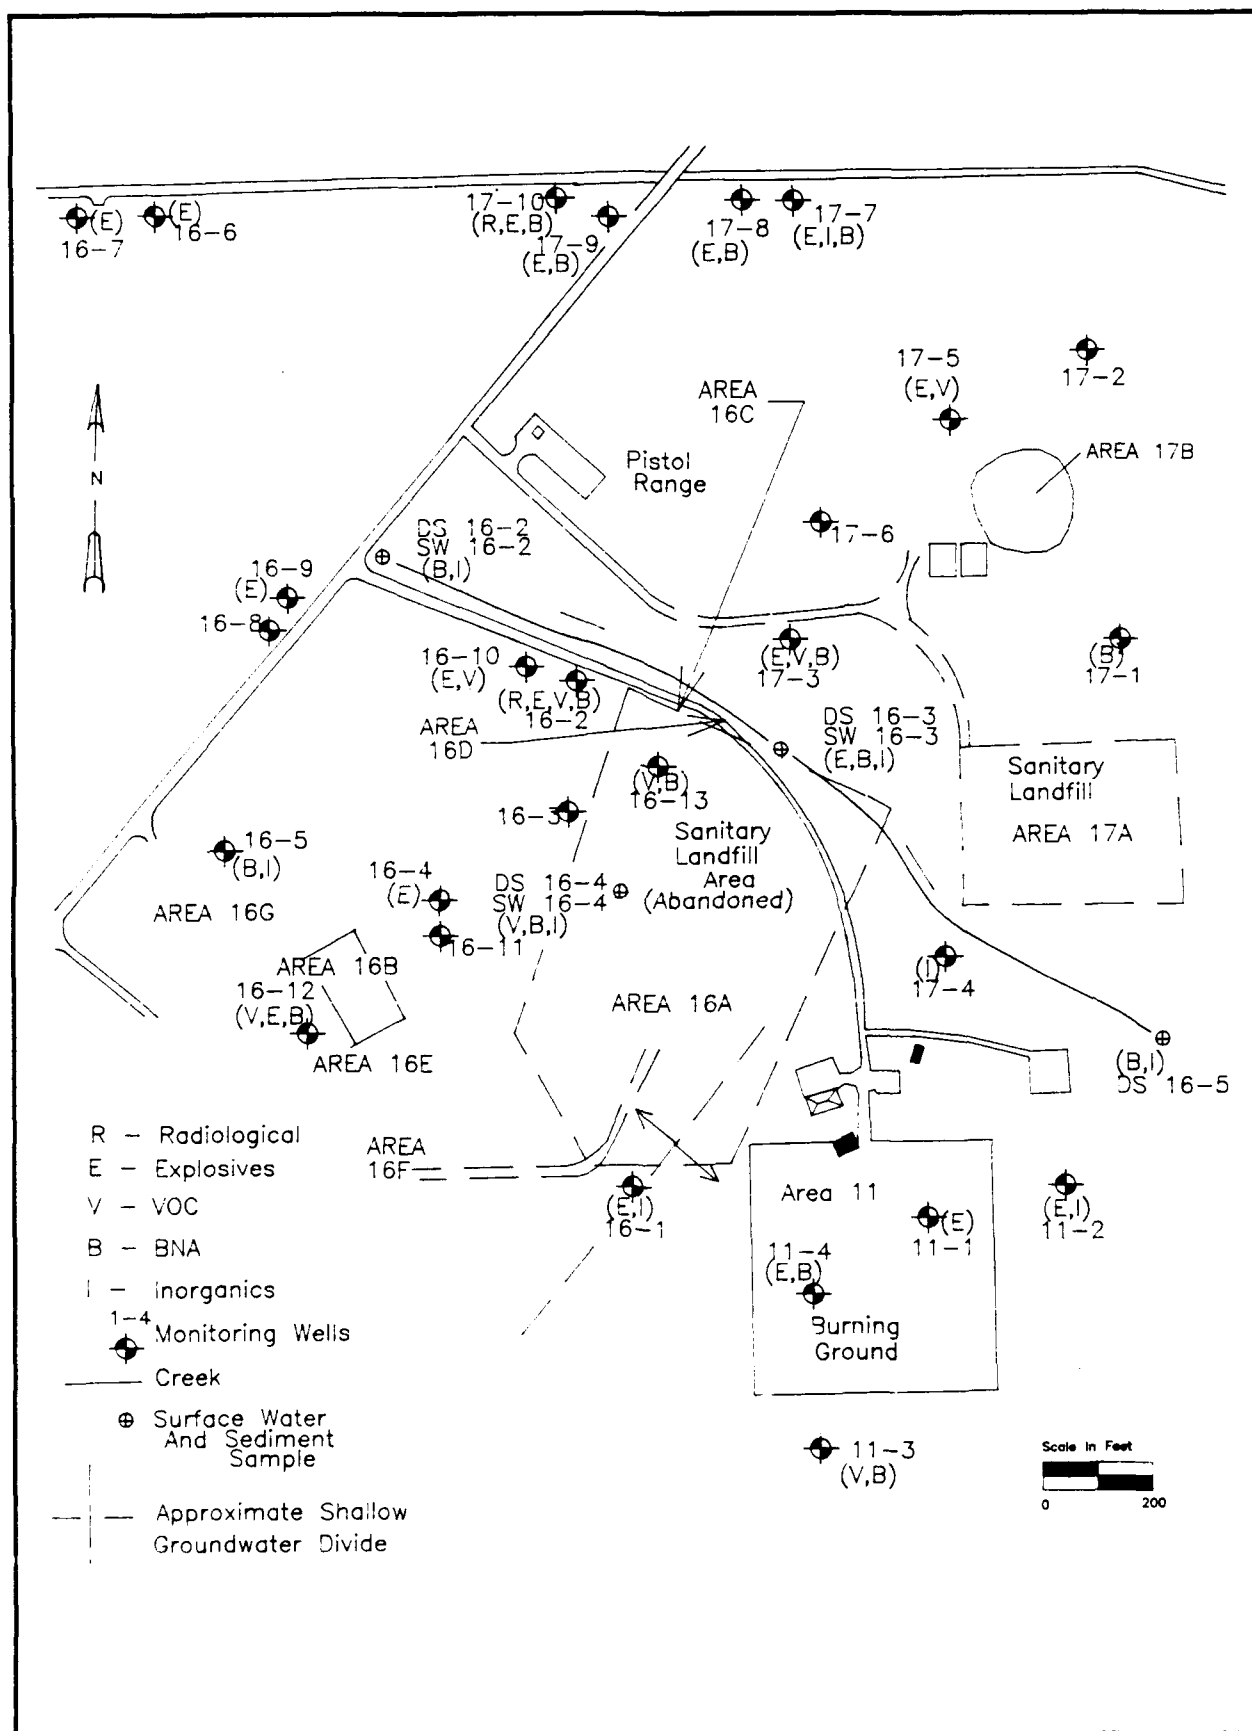 17-10
(R,E,B)
17-9
(E,B)
17-8
(E,B)
17-7
(E,I,B)
(E)
16-7
(E)
16-6
17-5
(E,V)
17-2
AREA
16C
AREA 17B
N
Pistol
Range
17-6
DS 16-2
SW 16-2
(B,I)
16-9
(E)
16-8
16-10
(E,V)
(R,E,V,B)
16-2
(E,V,B)
17-3
(B)
17-1
AREA
16D
DS 16-3
SW 16-3
(E,B,I)
(V,B)
16-13
Sanitary
Landfill
AREA 17A
16-3
Sanitary
Landfill
Area
(Abandoned)
16-5
(B,I)
16-4
(E)
DS 16-4
SW 16-4
(V,B,I)
AREA 16G
16-11
AREA 16B
16-12
(V,E,B)
AREA 16A
(I)
17-4
AREA 16E
(B,I)
DS 16-5
R - Radiological
E - Explosives
V - VOC
B - BNA
I - Inorganics
1-4
Monitoring Wells
Creek
Surface Water
And Sediment
Sample
Approximate Shallow
Groundwater Divide
AREA
16F
(E,I)
16-1
Area 11
(E)
11-1
(E,I)
11-2
11-4
(E,B)
Burning
Ground
11-3
(V,B)
Scale In Feet
0 200